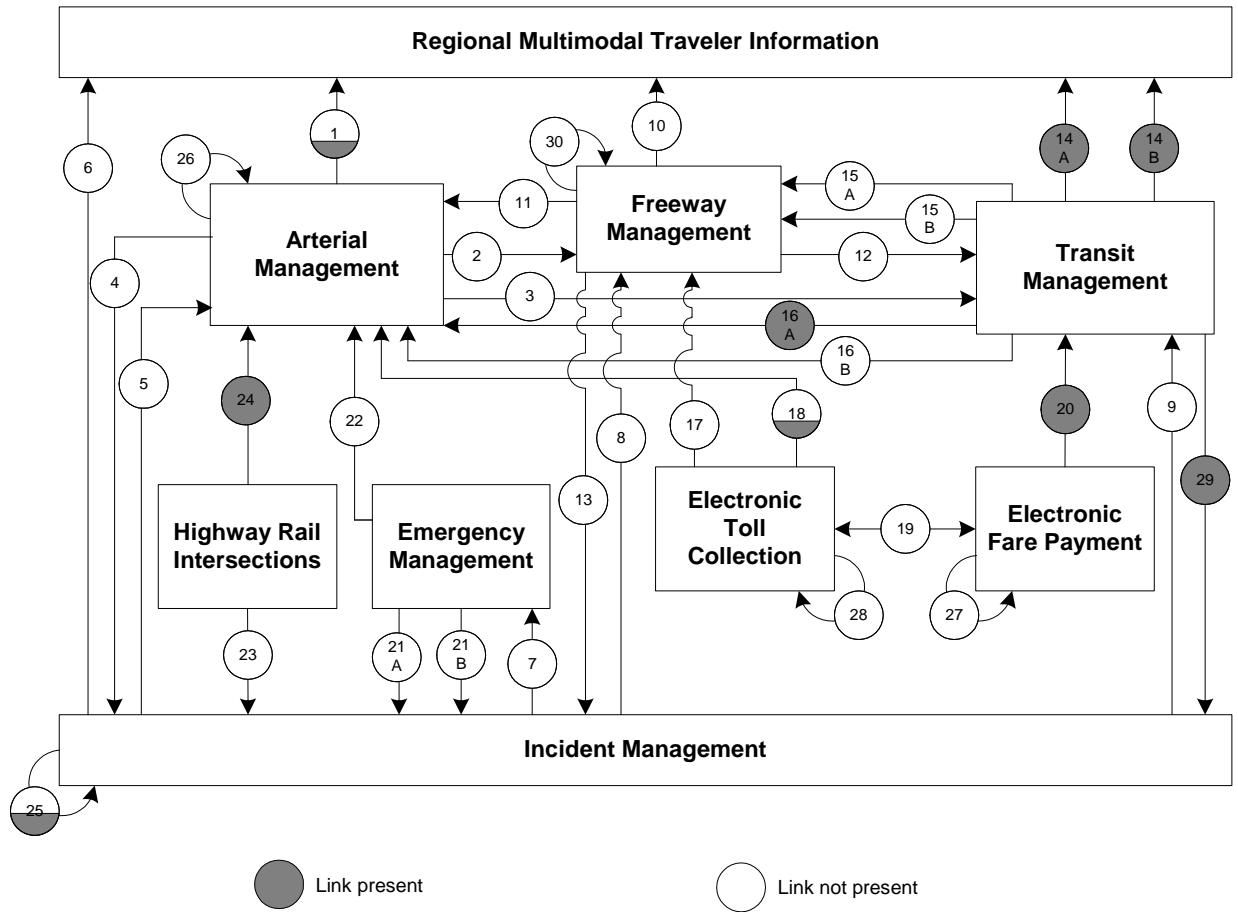 Regional Multimodal Traveler Information
1
10
14
A
14
B
6
26
30
15
A
11
Freeway
Management
15
B
Arterial
Management
2
12
Transit
Management
4
3
16
A
16
B
5
24
22
8
17
18
20
9
29
13
Highway Rail
Intersections
Emergency
Management
Electronic
Toll
Collection
19
Electronic
Fare Payment
23
21
A
21
B
7
28
27
Incident Management
25
Link present
Link not present